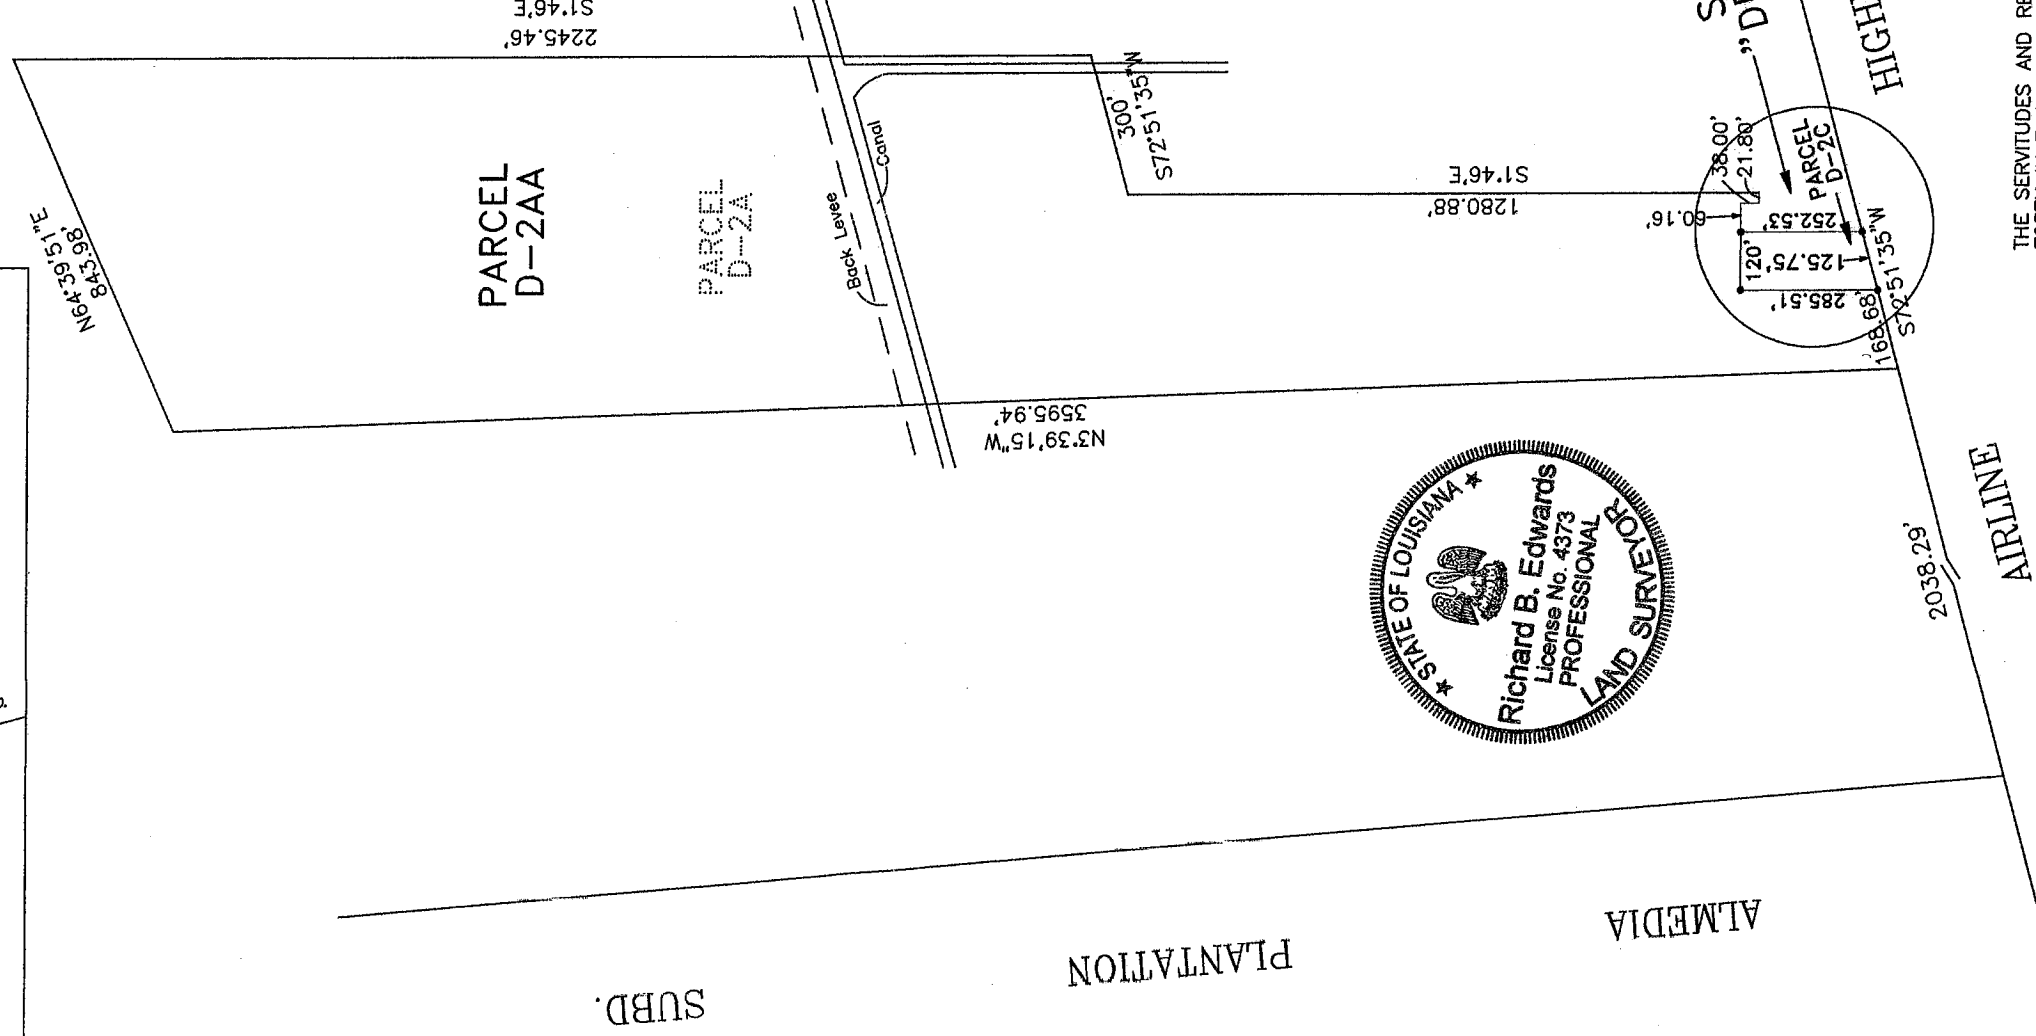 S1°46'E
2245.46'
N64°39'51"E
843.98'
PARCEL
D-2AA
PARCEL
D-2A
Back Levee
Canal
300'
S72°51'35"W
S1°46'E
1280.88'
60.16'
38.00'
21.80'
PARCEL
D-2C
252.53'
120'
125.75'
285.51'
168.68'
S72°51'35"W
N3°39'15"W
3595.94'
HIGH
AIRLINE
2038.29'
THE SERVITUDES AND RE
★ STATE OF LOUISIANA ★
Richard B. Edwards
License No. 4373
PROFESSIONAL
LAND SURVEYOR
ALMEDIA
PLANTATION
SUBD.